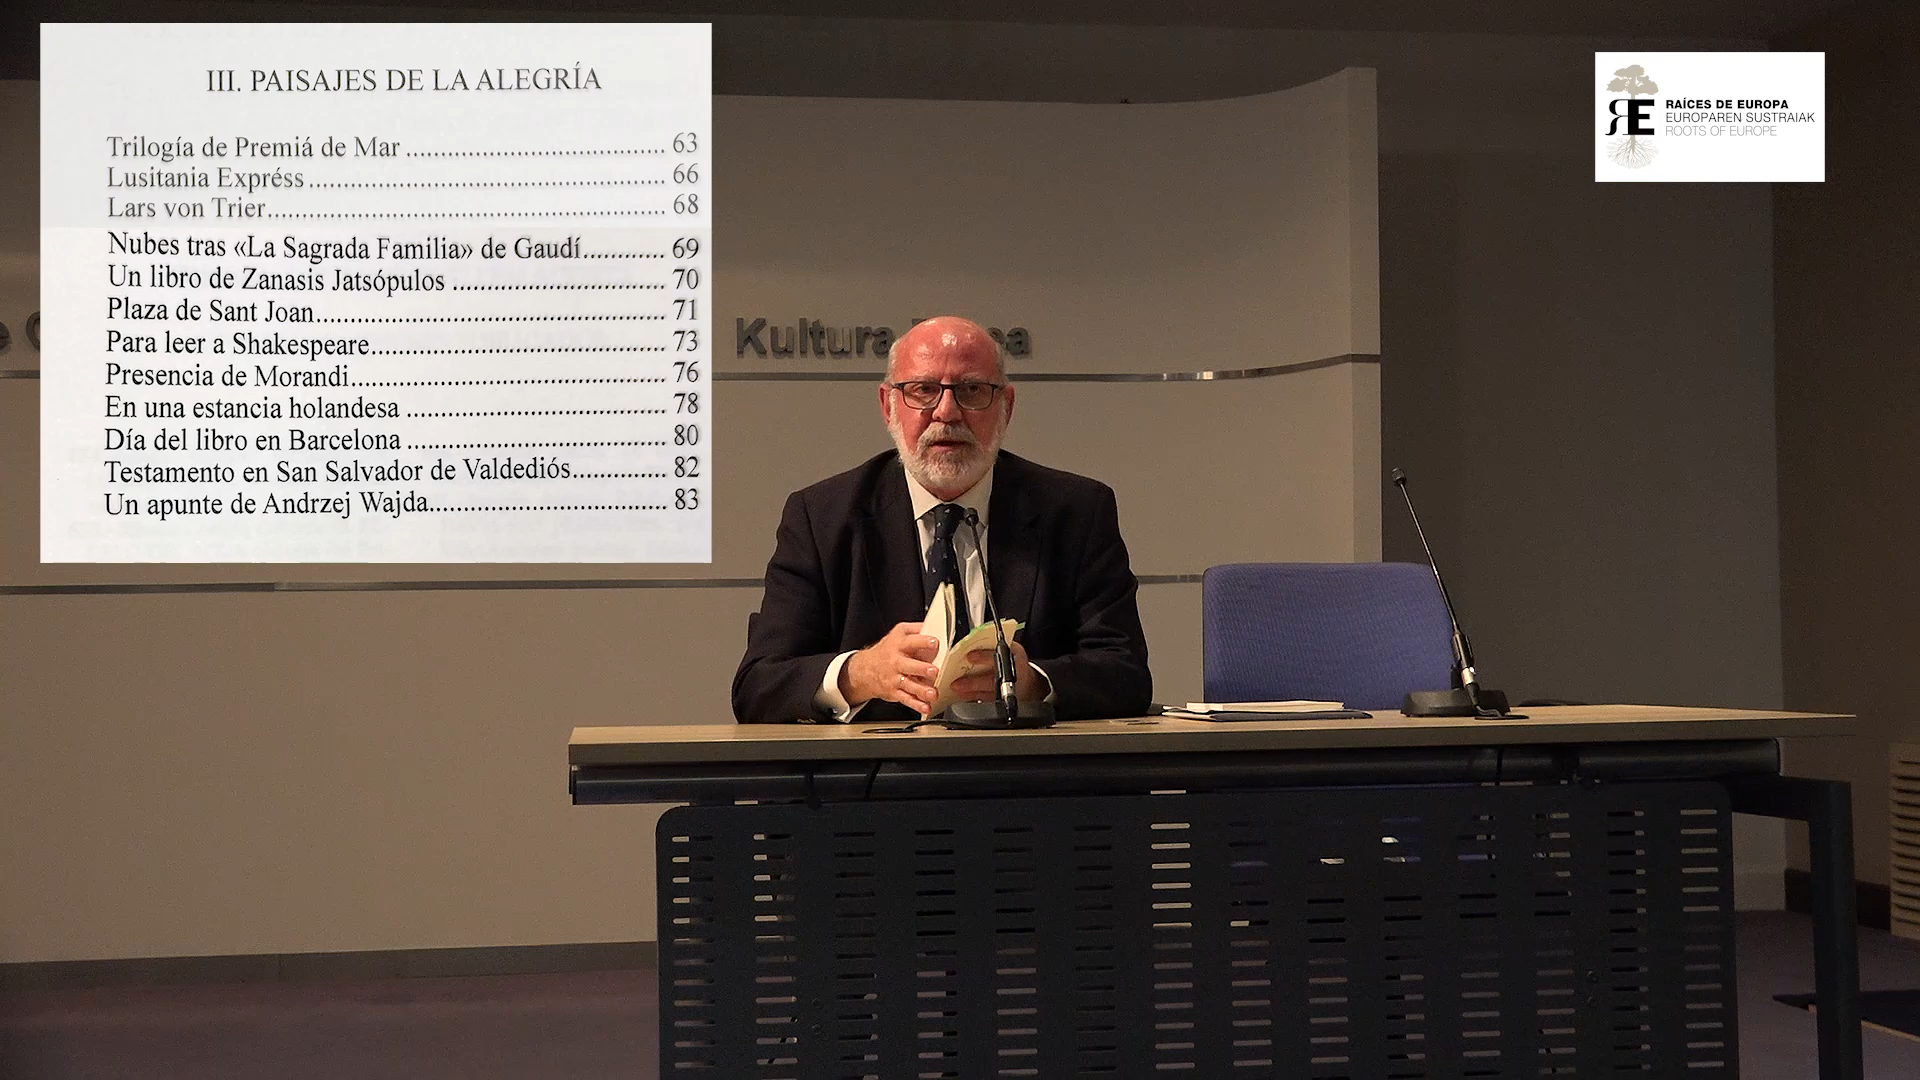 III. PAISAJES DE LA ALEGRÍA
Trilogía de Premiá de Mar .......................................... 63
Lusitania Expréss ......................................................... 66
Lars von Trier................................................................ 68
Nubes tras «La Sagrada Familia» de Gaudí............ 69
Un libro de Zanasis Jatsópulos ................................ 70
Plaza de Sant Joan..................................................... 71
Para leer a Shakespeare............................................. 73
Presencia de Morandi................................................ 76
En una estancia holandesa ....................................... 78
Día del libro en Barcelona ....................................... 80
Testamento en San Salvador de Valdediós............. 82
Un apunte de Andrzej Wajda.................................... 83
RE
RAÍCES DE EUROPA
EUROPAREN SUSTRAIAK
ROOTS OF EUROPE
Kultura